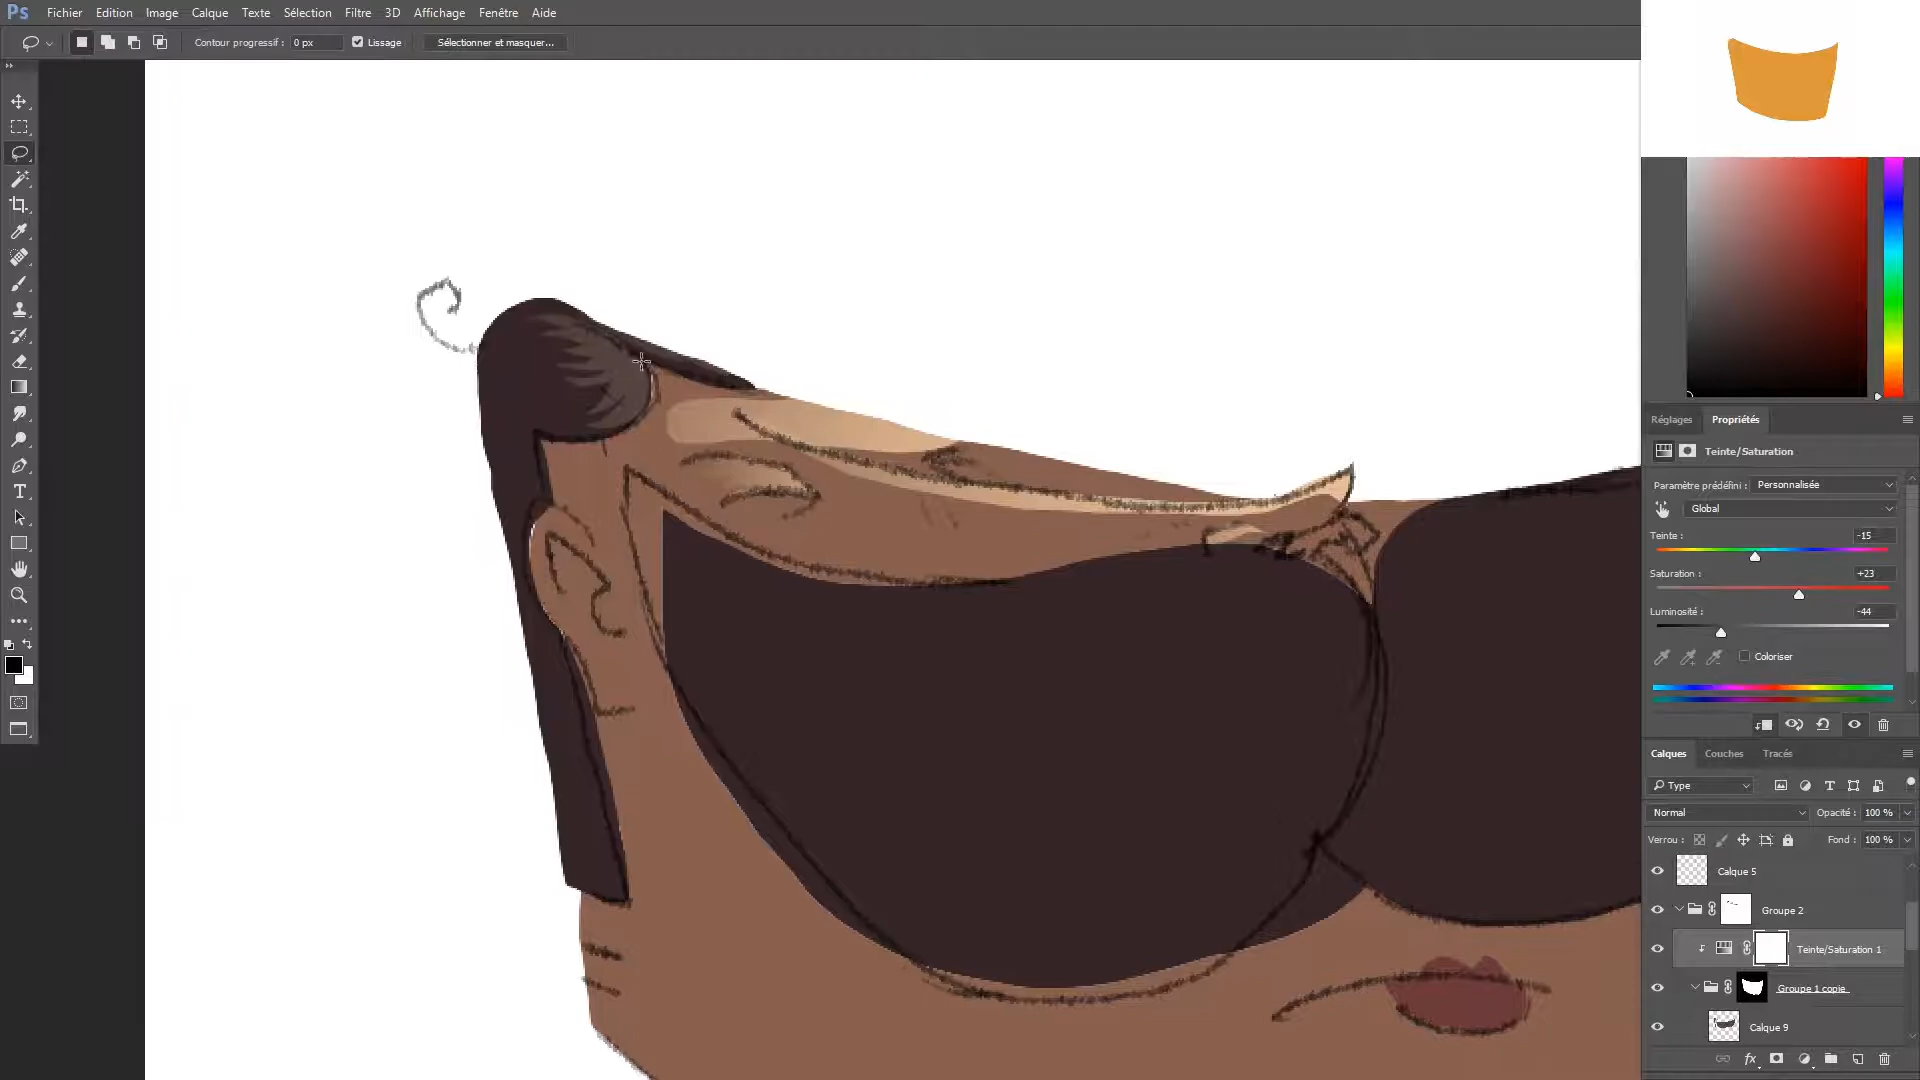 Ps Fichier Edition Image Calque Texte Sélection Filtre 3D Affichage Fenêtre Aide
Contour progressif : 0 px Lissage Sélectionner et masquer...
Réglages Propriétés
Teinte/Saturation
Paramètre prédéfini : Personnalisée
Global
Teinte : -15
Saturation : +23
Luminosité : -44
Coloriser
Calques Couches Tracés
Type
Normal Opacité : 100 %
Verrou : Fond : 100 %
Calque 5
Groupe 2
Teinte/Saturation 1
Groupe 1 copie
Calque 9